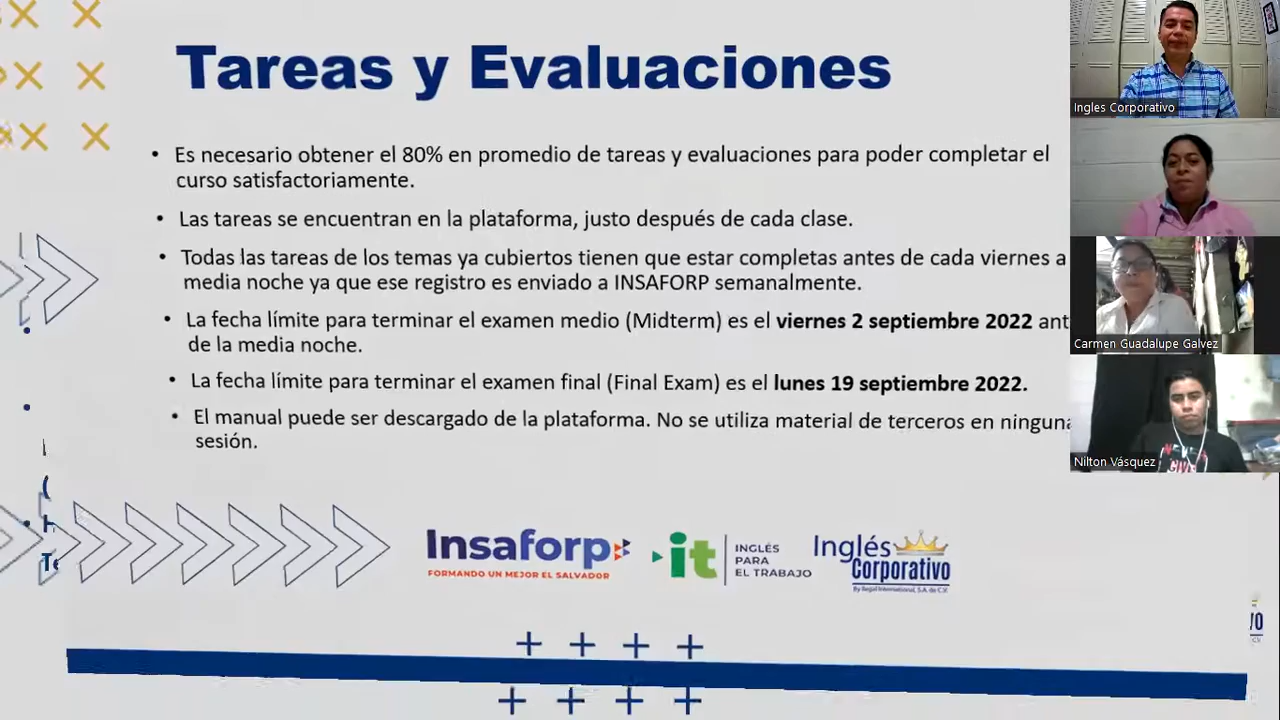 Tareas y Evaluaciones
• Es necesario obtener el 80% en promedio de tareas y evaluaciones para poder completar el
curso satisfactoriamente.
• Las tareas se encuentran en la plataforma, justo después de cada clase.
• Todas las tareas de los temas ya cubiertos tienen que estar completas antes de cada viernes a
media noche ya que ese registro es enviado a INSAFORP semanalmente.
• La fecha límite para terminar el examen medio (Midterm) es el viernes 2 septiembre 2022 ant
de la media noche.
• La fecha límite para terminar el examen final (Final Exam) es el lunes 19 septiembre 2022.
• El manual puede ser descargado de la plataforma. No se utiliza material de terceros en ninguna
sesión.
Insaforp
FORMANDO UN MEJOR EL SALVADOR
it
INGLÉS
PARA
EL TRABAJO
Inglés
Corporativo
By Regal International, S.A. de C.V.
Ingles Corporativo
Carmen Guadalupe Galvez
Nilton Vásquez